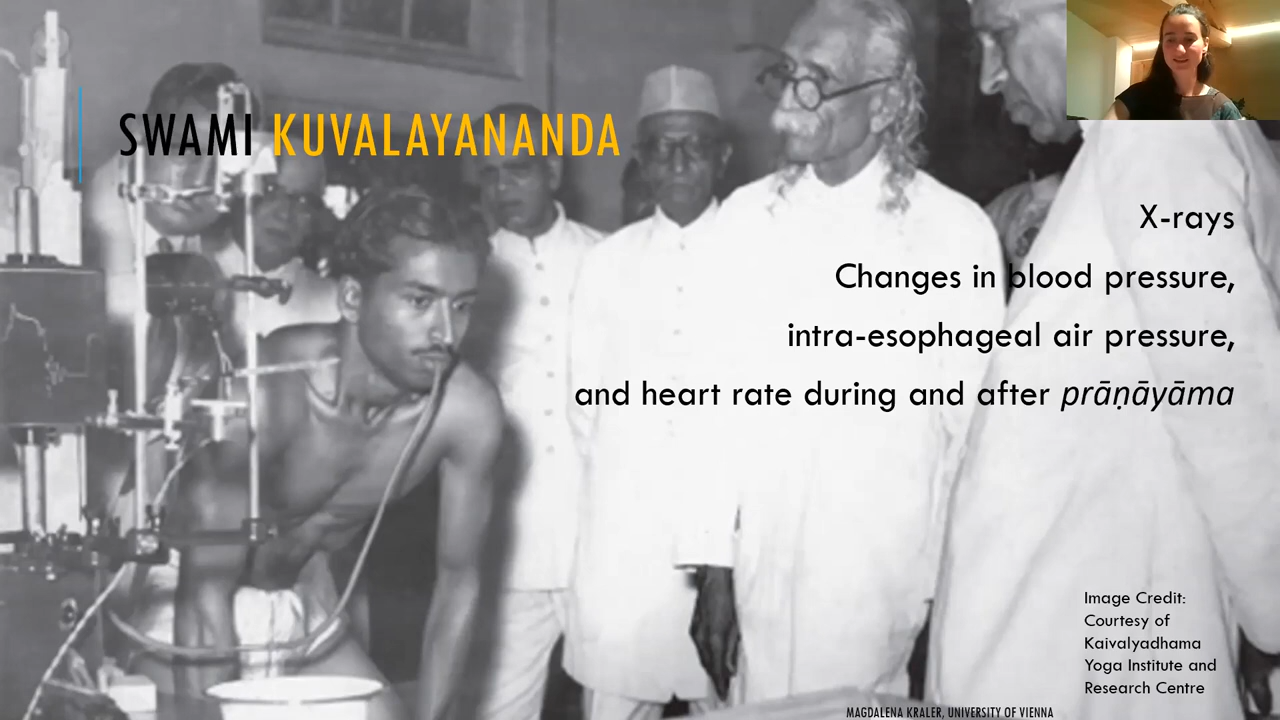 SWAMI KUVALAYANANDA
X-rays
Changes in blood pressure,
intra-esophageal air pressure,
and heart rate during and after prāṇāyāma
Image Credit:
Courtesy of
Kaivalyadhama
Yoga Institute and
Research Centre
MAGDALENA KRALER, UNIVERSITY OF VIENNA